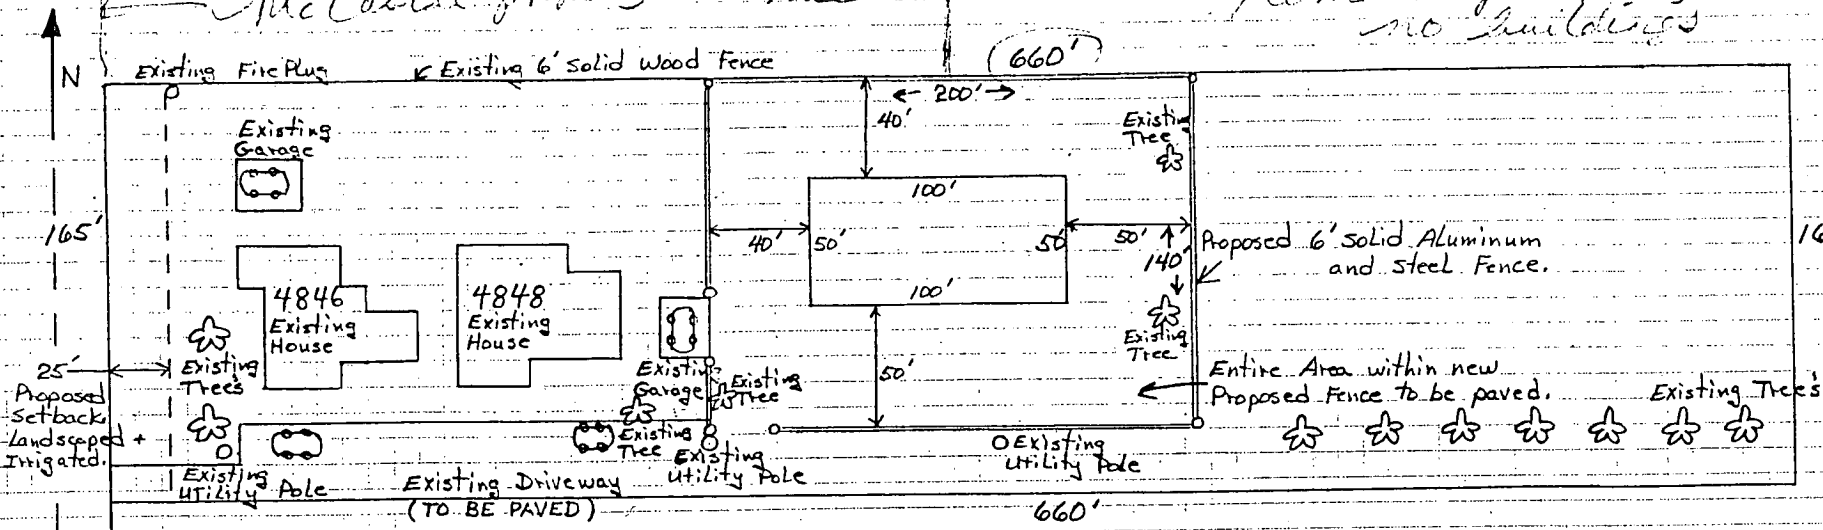 no buildings
N
Existing Fire Plug
Existing 6' Solid Wood Fence
660'
200'
40'
Existing
Garage
Existin
Tree
100'
165'
40'
50'
50'
50'
140'
Proposed 6' Solid Aluminum
and Steel Fence.
16
4846
Existing
House
4848
Existing
House
100'
Existing
Tree
25'
Proposed
Setback.
Landscaped +
Irrigated.
Existing
Tree's
Existing
Garage
Existing
Tree
50'
Entire Area within new
Proposed Fence to be paved.
Existing Tree's
Existing
Tree
Existing
Utility Pole
Existing
Utility Pole
Existing
Utility Pole
Existing Driveway
(TO BE PAVED)
660'